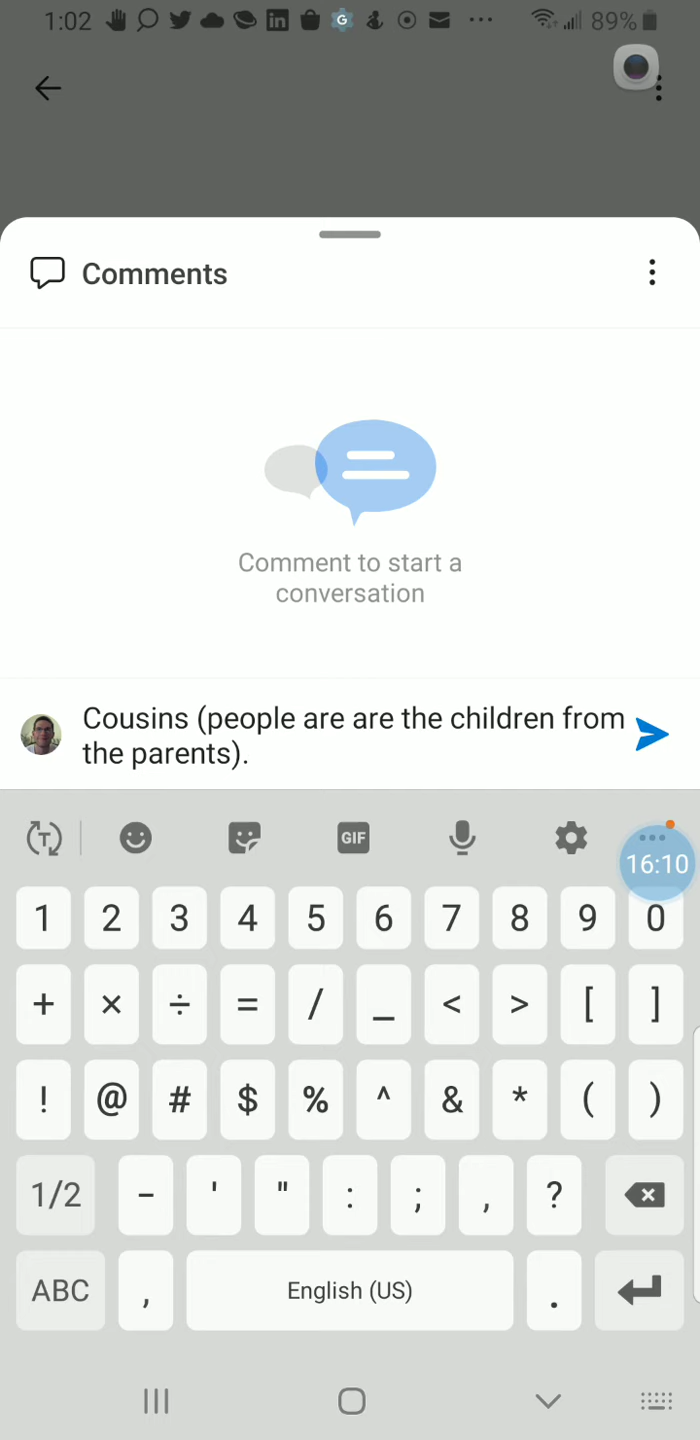 1:02 89%
Comments
Comment to start a
conversation
Cousins (people are are the children from
the parents).
GIF
16:10
1 2 3 4 5 6 7 8 9 0
+ × ÷ = / _ < > [ ]
! @ # $ % ^ & * ( )
1/2 - ' " : ; , ?
ABC , English (US) .